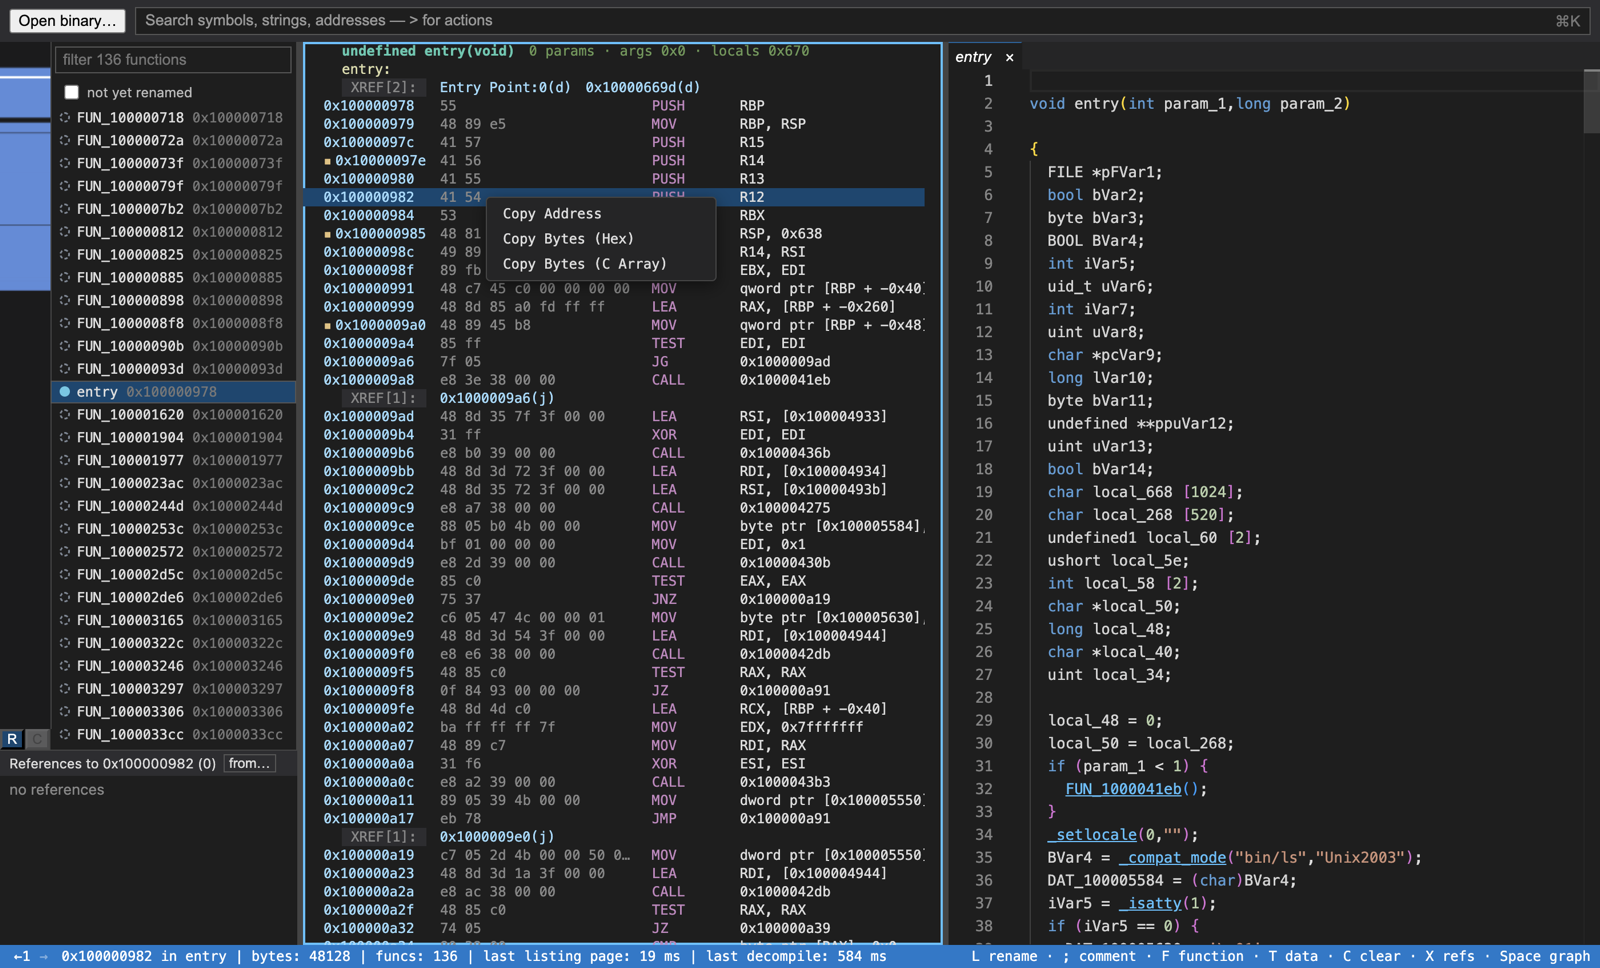 Open binary…
Search symbols, strings, addresses — > for actions
⌘K
filter 136 functions
not yet renamed
FUN_100000718 0x100000718
FUN_10000072a 0x10000072a
FUN_10000073f 0x10000073f
FUN_10000079f 0x10000079f
FUN_1000007b2 0x1000007b2
FUN_100000812 0x100000812
FUN_100000825 0x100000825
FUN_100000885 0x100000885
FUN_100000898 0x100000898
FUN_1000008f8 0x1000008f8
FUN_10000090b 0x10000090b
FUN_10000093d 0x10000093d
entry 0x100000978
FUN_100001620 0x100001620
FUN_100001904 0x100001904
FUN_100001977 0x100001977
FUN_1000023ac 0x1000023ac
FUN_10000244d 0x10000244d
FUN_10000253c 0x10000253c
FUN_100002572 0x100002572
FUN_100002d5c 0x100002d5c
FUN_100002de6 0x100002de6
FUN_100003165 0x100003165
FUN_10000322c 0x10000322c
FUN_100003246 0x100003246
FUN_100003297 0x100003297
FUN_100003306 0x100003306
FUN_1000033cc 0x1000033cc
R C
References to 0x100000982 (0) from…
no references
undefined entry(void) 0 params · args 0x0 · locals 0x670
entry:
XREF[2]: Entry Point:0(d) 0x10000669d(d)
0x100000978 55 PUSH RBP
0x100000979 48 89 e5 MOV RBP, RSP
0x10000097c 41 57 PUSH R15
0x10000097e 41 56 PUSH R14
0x100000980 41 55 PUSH R13
0x100000982 41 54 PUSH R12
0x100000984 53 RBX
0x100000985 48 81 RSP, 0x638
0x10000098c 49 89 R14, RSI
0x10000098f 89 fb EBX, EDI
Copy Address
Copy Bytes (Hex)
Copy Bytes (C Array)
0x100000991 48 c7 45 c0 00 00 00 00 MOV qword ptr [RBP + -0x40]
0x100000999 48 8d 85 a0 fd ff ff LEA RAX, [RBP + -0x260]
0x1000009a0 48 89 45 b8 MOV qword ptr [RBP + -0x48]
0x1000009a4 85 ff TEST EDI, EDI
0x1000009a6 7f 05 JG 0x1000009ad
0x1000009a8 e8 3e 38 00 00 CALL 0x1000041eb
XREF[1]: 0x1000009a6(j)
0x1000009ad 48 8d 35 7f 3f 00 00 LEA RSI, [0x100004933]
0x1000009b4 31 ff XOR EDI, EDI
0x1000009b6 e8 b0 39 00 00 CALL 0x10000436b
0x1000009bb 48 8d 3d 72 3f 00 00 LEA RDI, [0x100004934]
0x1000009c2 48 8d 35 72 3f 00 00 LEA RSI, [0x10000493b]
0x1000009c9 e8 a7 38 00 00 CALL 0x100004275
0x1000009ce 88 05 b0 4b 00 00 MOV byte ptr [0x100005584],
0x1000009d4 bf 01 00 00 00 MOV EDI, 0x1
0x1000009d9 e8 2d 39 00 00 CALL 0x10000430b
0x1000009de 85 c0 TEST EAX, EAX
0x1000009e0 75 37 JNZ 0x100000a19
0x1000009e2 c6 05 47 4c 00 00 01 MOV byte ptr [0x100005630],
0x1000009e9 48 8d 3d 54 3f 00 00 LEA RDI, [0x100004944]
0x1000009f0 e8 e6 38 00 00 CALL 0x1000042db
0x1000009f5 48 85 c0 TEST RAX, RAX
0x1000009f8 0f 84 93 00 00 00 JZ 0x100000a91
0x1000009fe 48 8d 4d c0 LEA RCX, [RBP + -0x40]
0x100000a02 ba ff ff ff 7f MOV EDX, 0x7fffffff
0x100000a07 48 89 c7 MOV RDI, RAX
0x100000a0a 31 f6 XOR ESI, ESI
0x100000a0c e8 a2 39 00 00 CALL 0x1000043b3
0x100000a11 89 05 39 4b 00 00 MOV dword ptr [0x100005550]
0x100000a17 eb 78 JMP 0x100000a91
XREF[1]: 0x1000009e0(j)
0x100000a19 c7 05 2d 4b 00 00 50 0… MOV dword ptr [0x100005550]
0x100000a23 48 8d 3d 1a 3f 00 00 LEA RDI, [0x100004944]
0x100000a2a e8 ac 38 00 00 CALL 0x1000042db
0x100000a2f 48 85 c0 TEST RAX, RAX
0x100000a32 74 05 JZ 0x100000a39
entry ×
1
2 void entry(int param_1,long param_2)
3
4 {
5 FILE *pFVar1;
6 bool bVar2;
7 byte bVar3;
8 BOOL BVar4;
9 int iVar5;
10 uid_t uVar6;
11 int iVar7;
12 uint uVar8;
13 char *pcVar9;
14 long lVar10;
15 byte bVar11;
16 undefined **ppuVar12;
17 uint uVar13;
18 bool bVar14;
19 char local_668 [1024];
20 char local_268 [520];
21 undefined1 local_60 [2];
22 ushort local_5e;
23 int local_58 [2];
24 char *local_50;
25 long local_48;
26 char *local_40;
27 uint local_34;
28
29 local_48 = 0;
30 local_50 = local_268;
31 if (param_1 < 1) {
32 FUN_1000041eb();
33 }
34 _setlocale(0,"");
35 BVar4 = _compat_mode("bin/ls","Unix2003");
36 DAT_100005584 = (char)BVar4;
37 iVar5 = _isatty(1);
38 if (iVar5 == 0) {
←1 → 0x100000982 in entry | bytes: 48128 | funcs: 136 | last listing page: 19 ms | last decompile: 584 ms
L rename · ; comment · F function · T data · C clear · X refs · Space graph